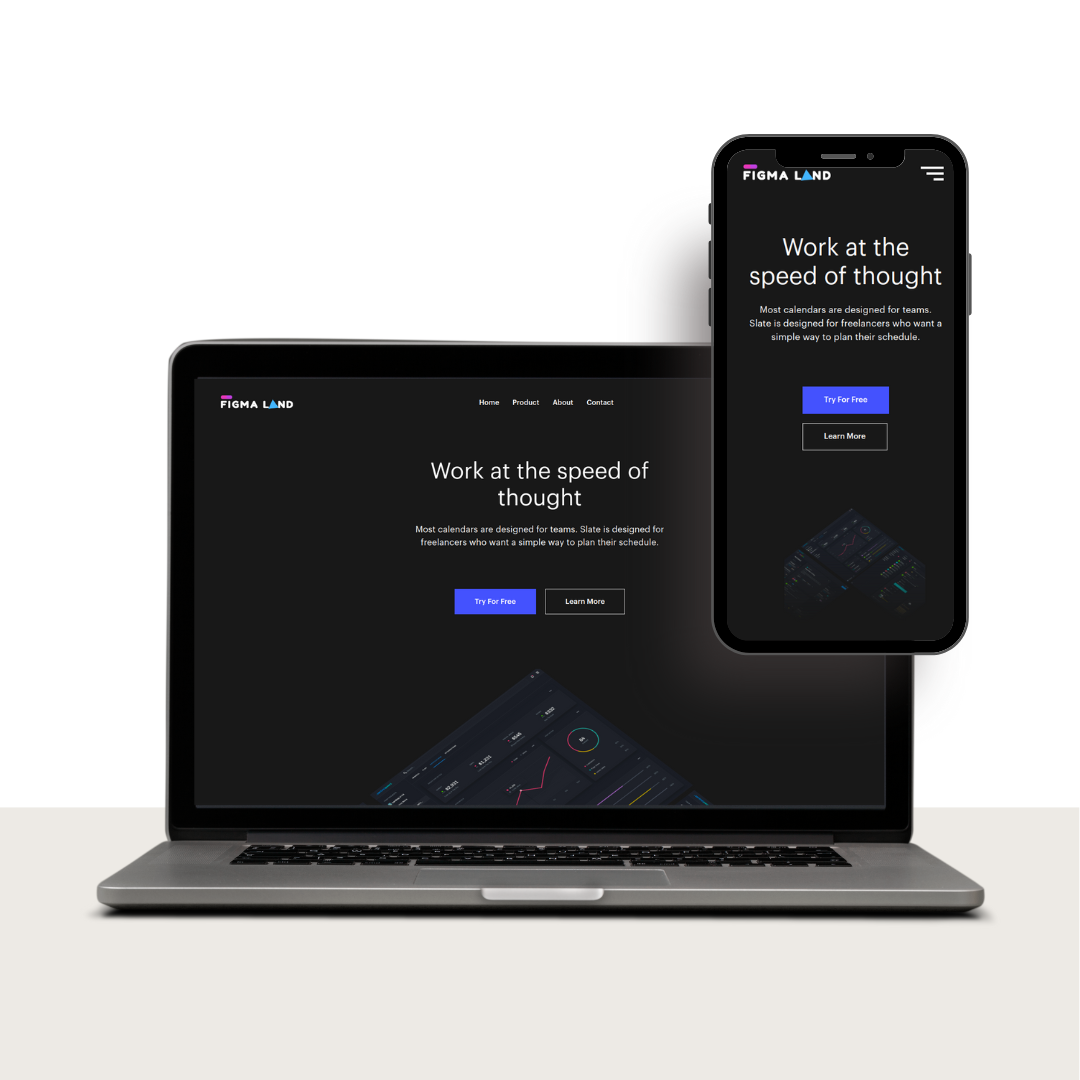 FIGMA LAND
Work at the
speed of thought
Most calendars are designed for teams.
Slate is designed for freelancers who want a
simple way to plan their schedule.
Try For Free
Learn More
FIGMA LAND
Home Product About Contact
Work at the speed of
thought
Most calendars are designed for teams. Slate is designed for
freelancers who want a simple way to plan their schedule.
Try For Free Learn More